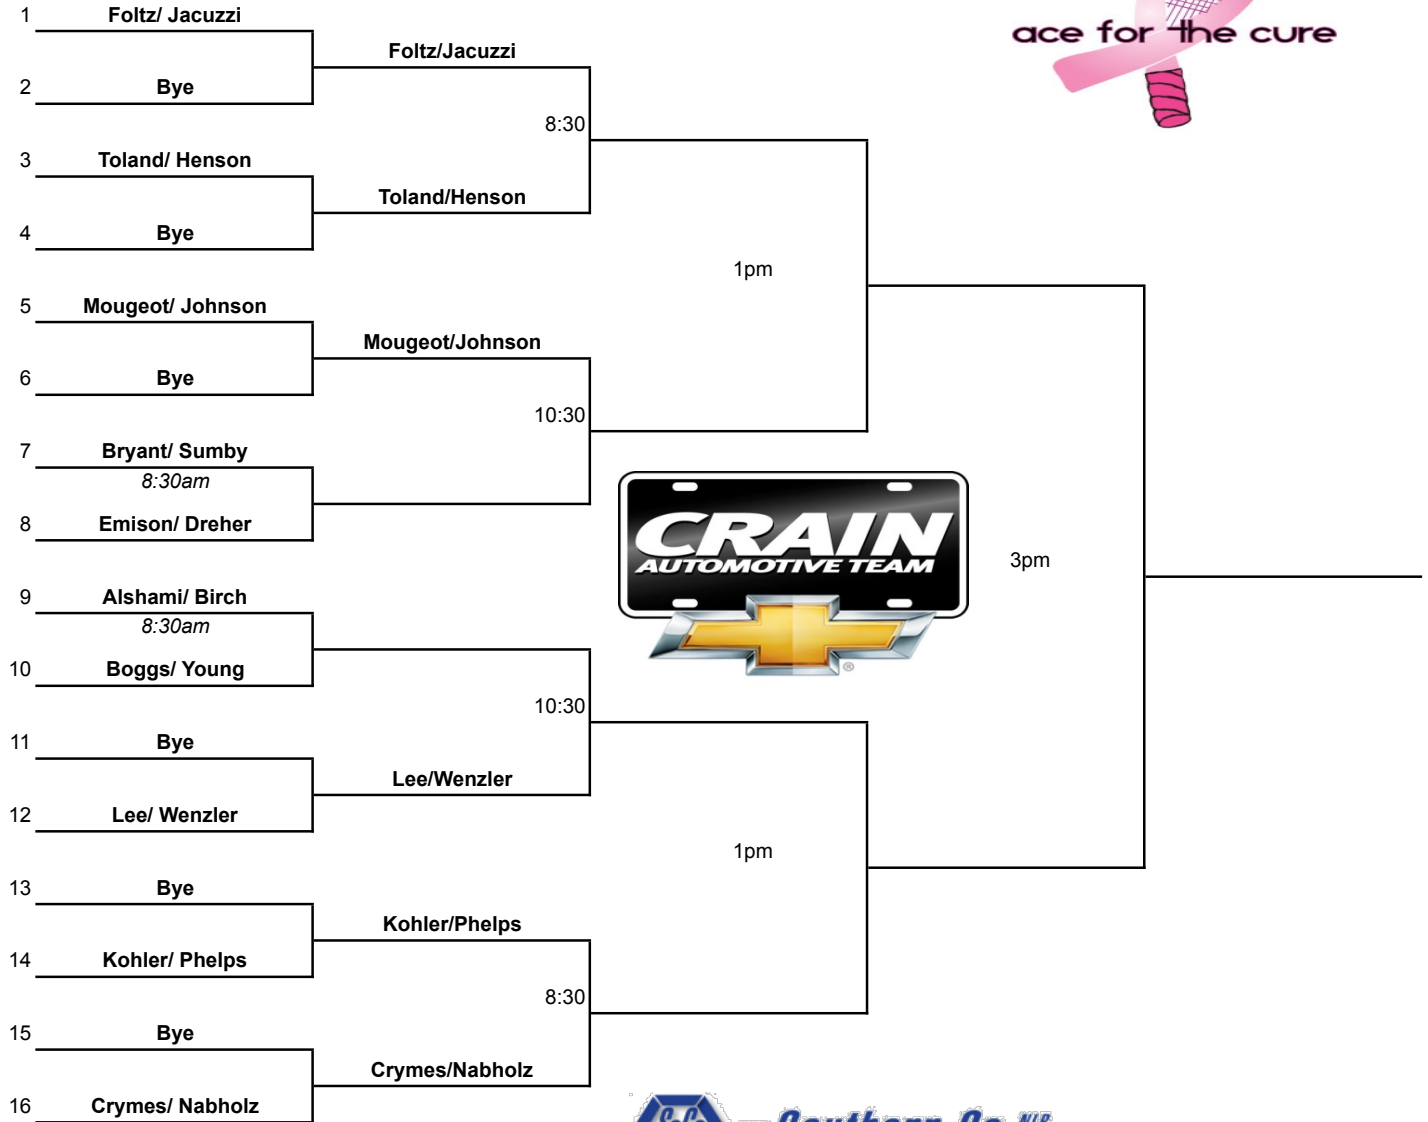 1 Foltz/ Jacuzzi
ace for the cure
Foltz/Jacuzzi
2 Bye
8:30
3 Toland/ Henson
Toland/Henson
4 Bye
1pm
5 Mougeot/ Johnson
Mougeot/Johnson
6 Bye
10:30
7 Bryant/ Sumby
8:30am
8 Emison/ Dreher
CRAIN
AUTOMOTIVE TEAM
3pm
9 Alshami/ Birch
8:30am
10 Boggs/ Young
®
10:30
11 Bye
Lee/Wenzler
12 Lee/ Wenzler
1pm
13 Bye
Kohler/Phelps
14 Kohler/ Phelps
8:30
15 Bye
Crymes/Nabholz
16 Crymes/ Nabholz
Southern Co NLR